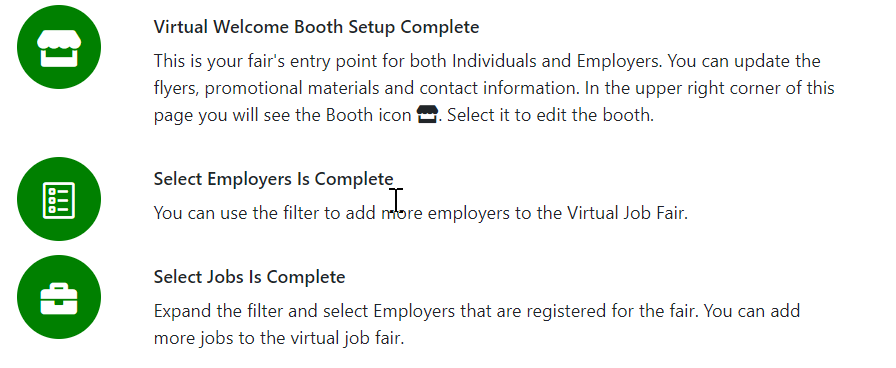 Virtual Welcome Booth Setup Complete
This is your fair's entry point for both Individuals and Employers. You can update the
flyers, promotional materials and contact information. In the upper right corner of this
page you will see the Booth icon . Select it to edit the booth.
Select Employers Is Complete
You can use the filter to add more employers to the Virtual Job Fair.
Select Jobs Is Complete
Expand the filter and select Employers that are registered for the fair. You can add
more jobs to the virtual job fair.